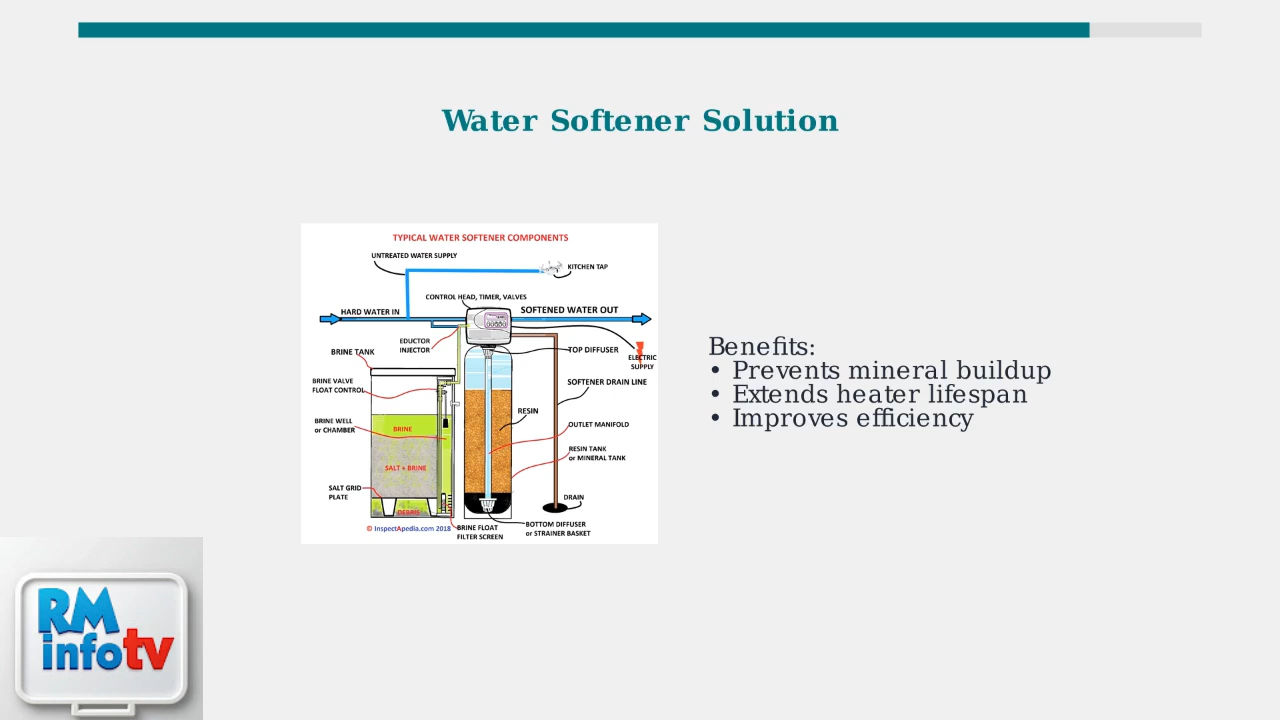 Water Softener Solution
TYPICAL WATER SOFTENER COMPONENTS
UNTREATED WATER SUPPLY
KITCHEN TAP
CONTROL HEAD, TIMER, VALVES
HARD WATER IN
SOFTENED WATER OUT
EDUCTOR
INJECTOR
BRINE TANK
TOP DIFFUSER
ELECTRIC
SUPPLY
BRINE VALVE
FLOAT CONTROL
SOFTENER DRAIN LINE
RESIN
BRINE WELL
or CHAMBER
BRINE
OUTLET MANIFOLD
RESIN TANK
or MINERAL TANK
SALT + BRINE
SALT GRID
PLATE
DRAIN
DEBRIS
© InspectApedia.com 2018
BRINE FLOAT
FILTER SCREEN
BOTTOM DIFFUSER
or STRAINER BASKET
Benefits:
• Prevents mineral buildup
• Extends heater lifespan
• Improves efficiency
RM
infotv